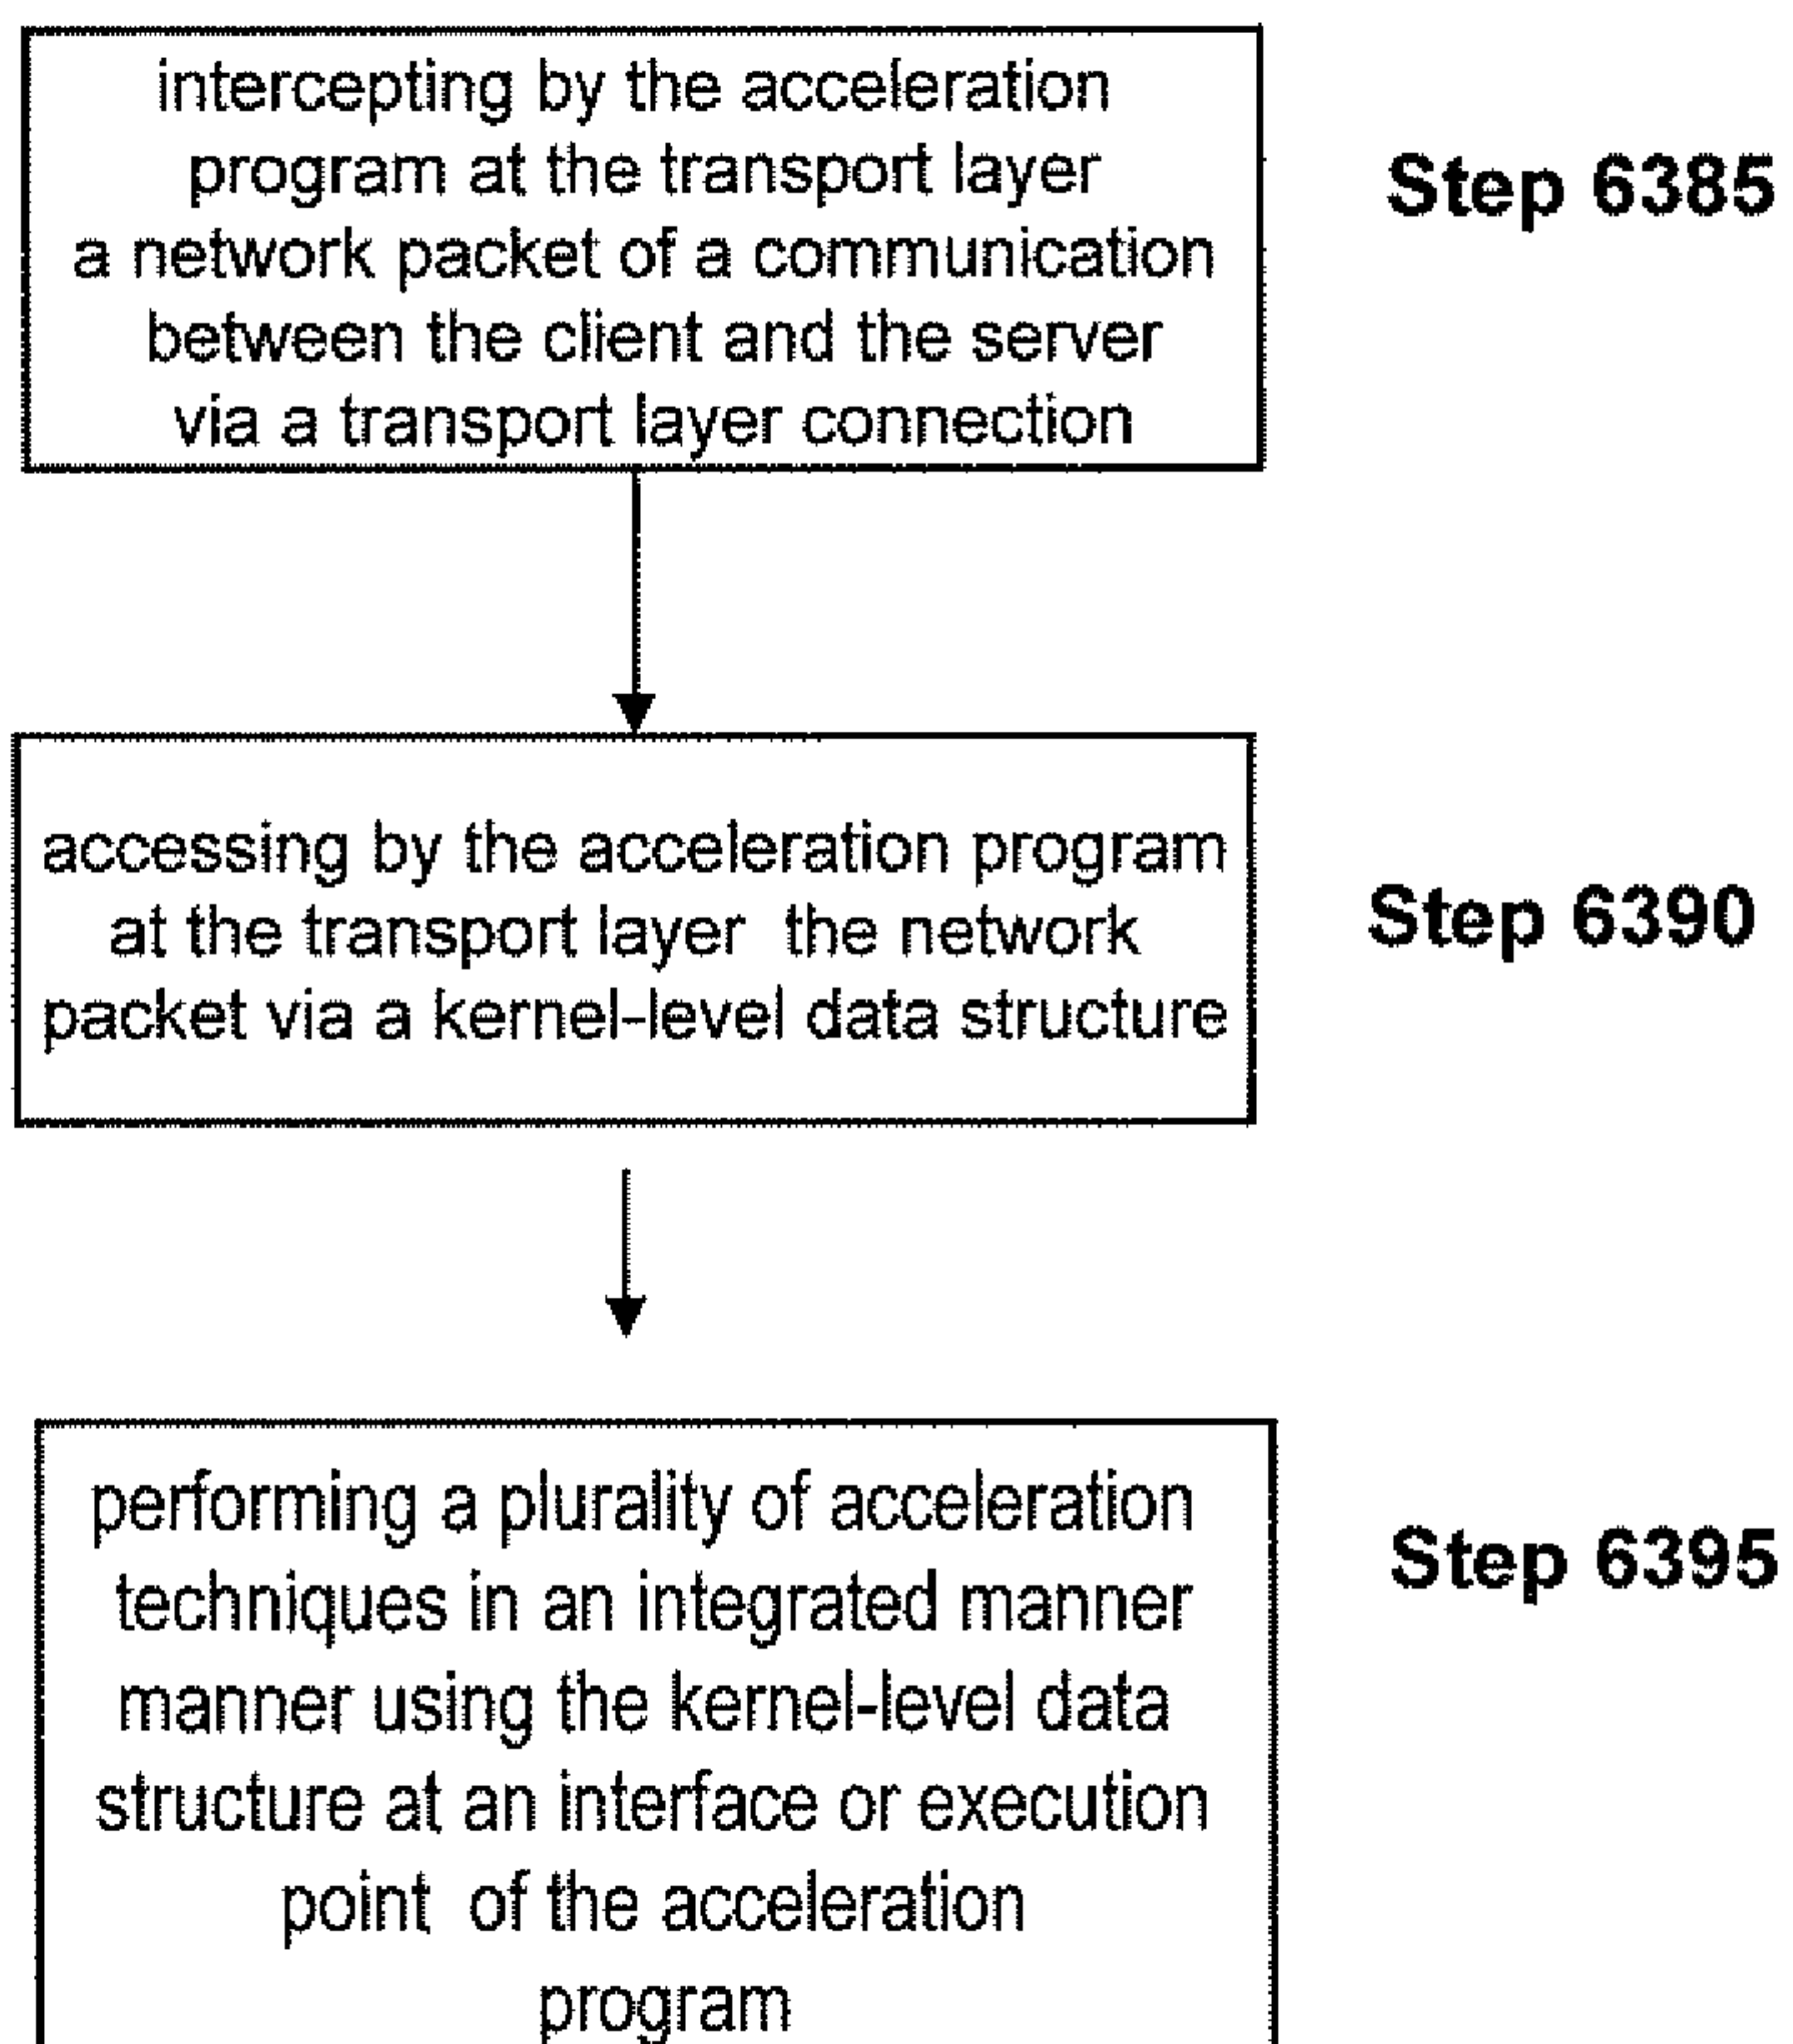 intercepting by the acceleration
program at the transport layer
a network packet of a communication
between the client and the server
via a transport layer connection
Step 6385
accessing by the acceleration program
at the transport layer the network
packet via a kernel-level data structure
Step 6390
performing a plurality of acceleration
techniques in an integrated manner
manner using the kernel-level data
structure at an interface or execution
point of the acceleration
program
Step 6395